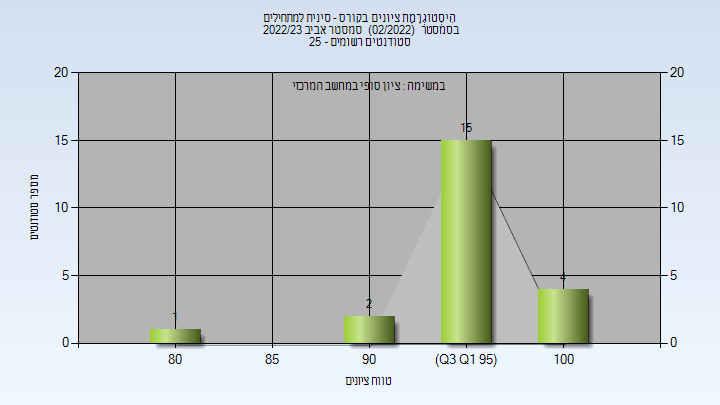 היסטוגרמת ציונים בקורס - סינית למתחילים
בסמסטר (02/2022) סמסטר אביב 2022/23
סטודנטים רשומים - 25
במשימה : ציון סופי במחשב המרכזי
20
15
10
5
0
20
15
10
5
0
מספר סטודנטים
1
2
15
4
80
85
90
(Q3 Q1 95)
100
טווח ציונים